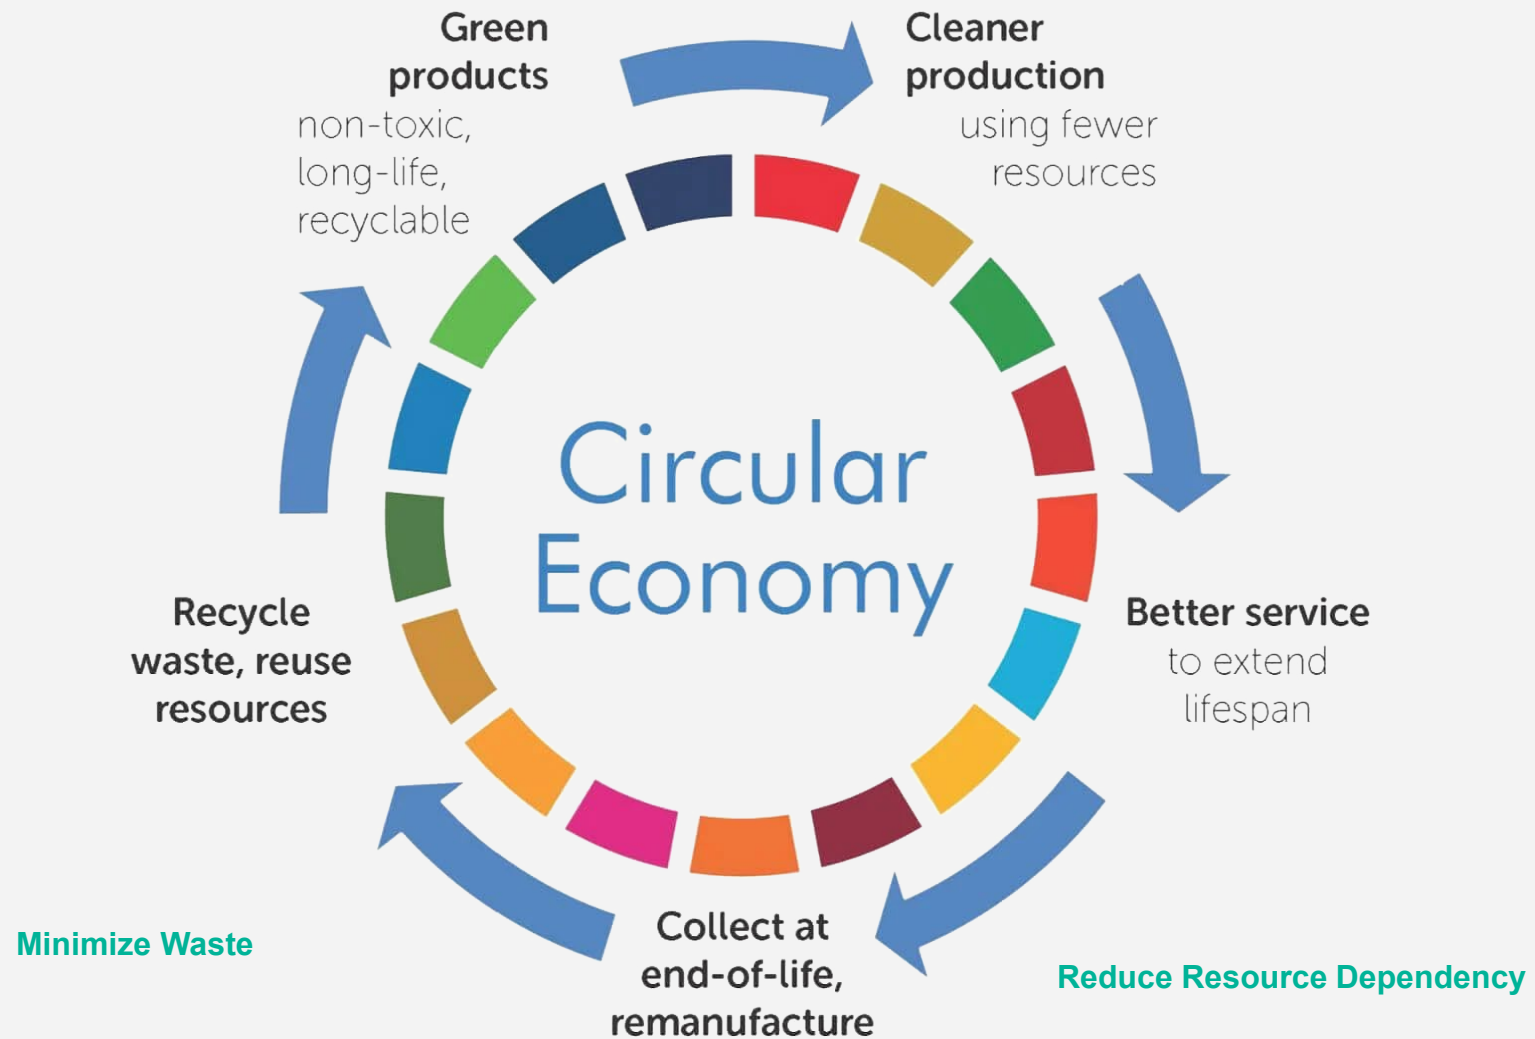 Green
products
non-toxic,
long-life,
recyclable
Cleaner
production
using fewer
resources
Circular
Economy
Recycle
waste, reuse
resources
Better service
to extend
lifespan
Collect at
end-of-life,
remanufacture
Minimize Waste
Reduce Resource Dependency